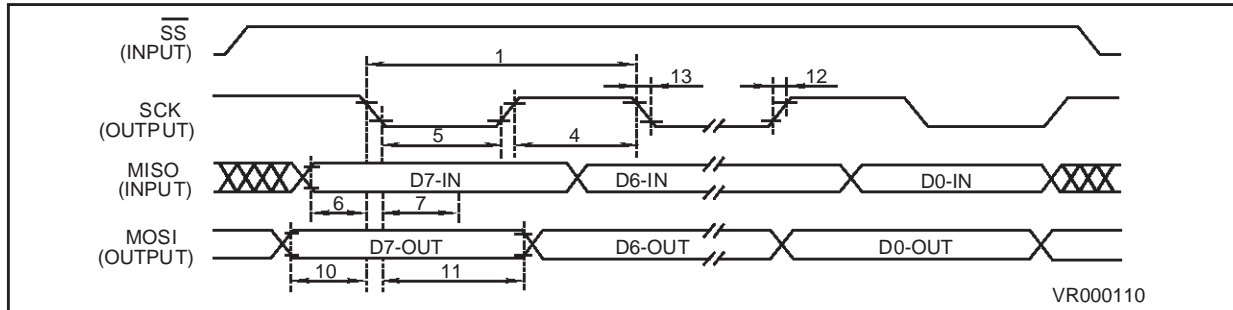 SS
(INPUT)
1
13
12
SCK
(OUTPUT)
5
4
MISO
(INPUT)
D7-IN
D6-IN
D0-IN
6
7
MOSI
(OUTPUT)
D7-OUT
D6-OUT
D0-OUT
10
11
VR000110